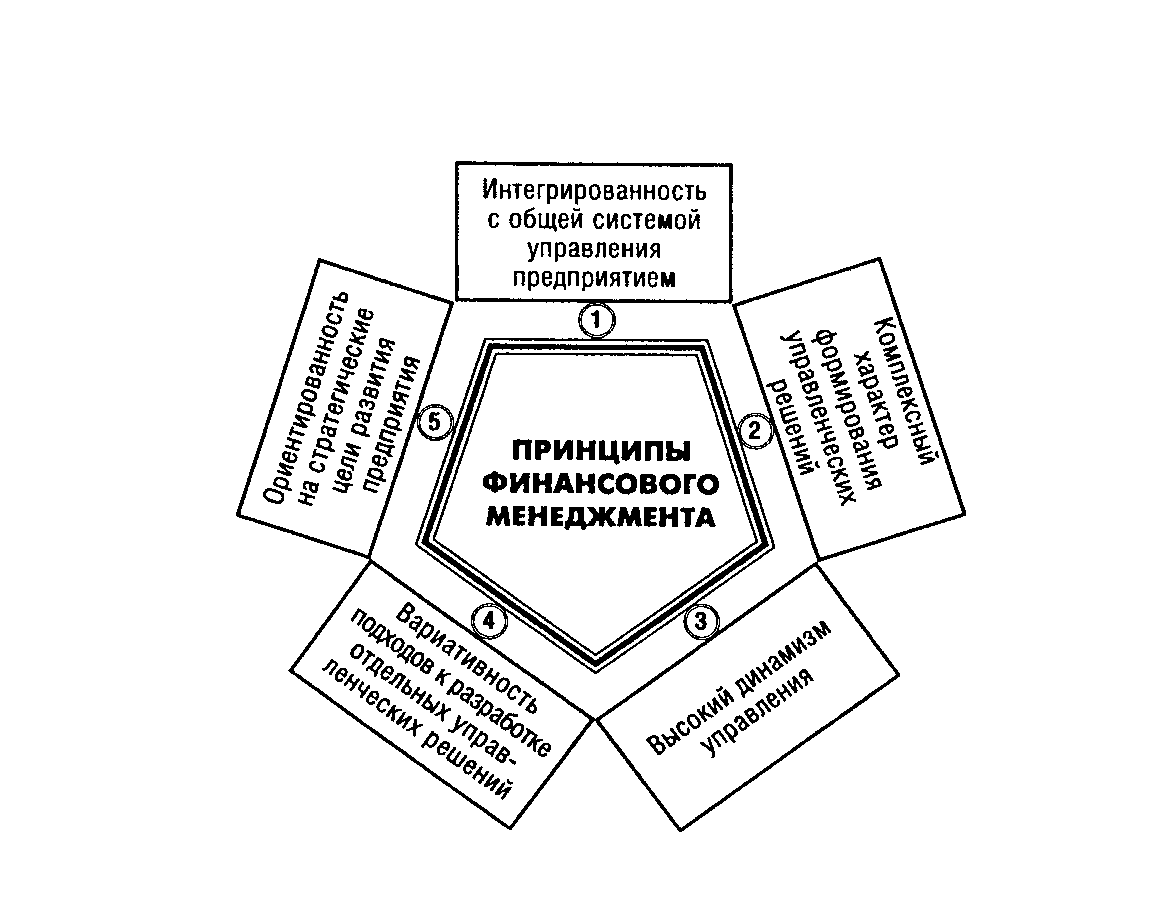 Интегрированность
с общей системой
управления
предприятием
1
Комплексный
характер
формирования
управленческих
решений
2
Высокий динамизм
управления
3
Вариативность
подходов к разработке
отдельных управ-
ленческих решений
4
Ориентированность
на стратегические
цели развития
предприятия
5
ПРИНЦИПЫ
ФИНАНСОВОГО
МЕНЕДЖМЕНТА